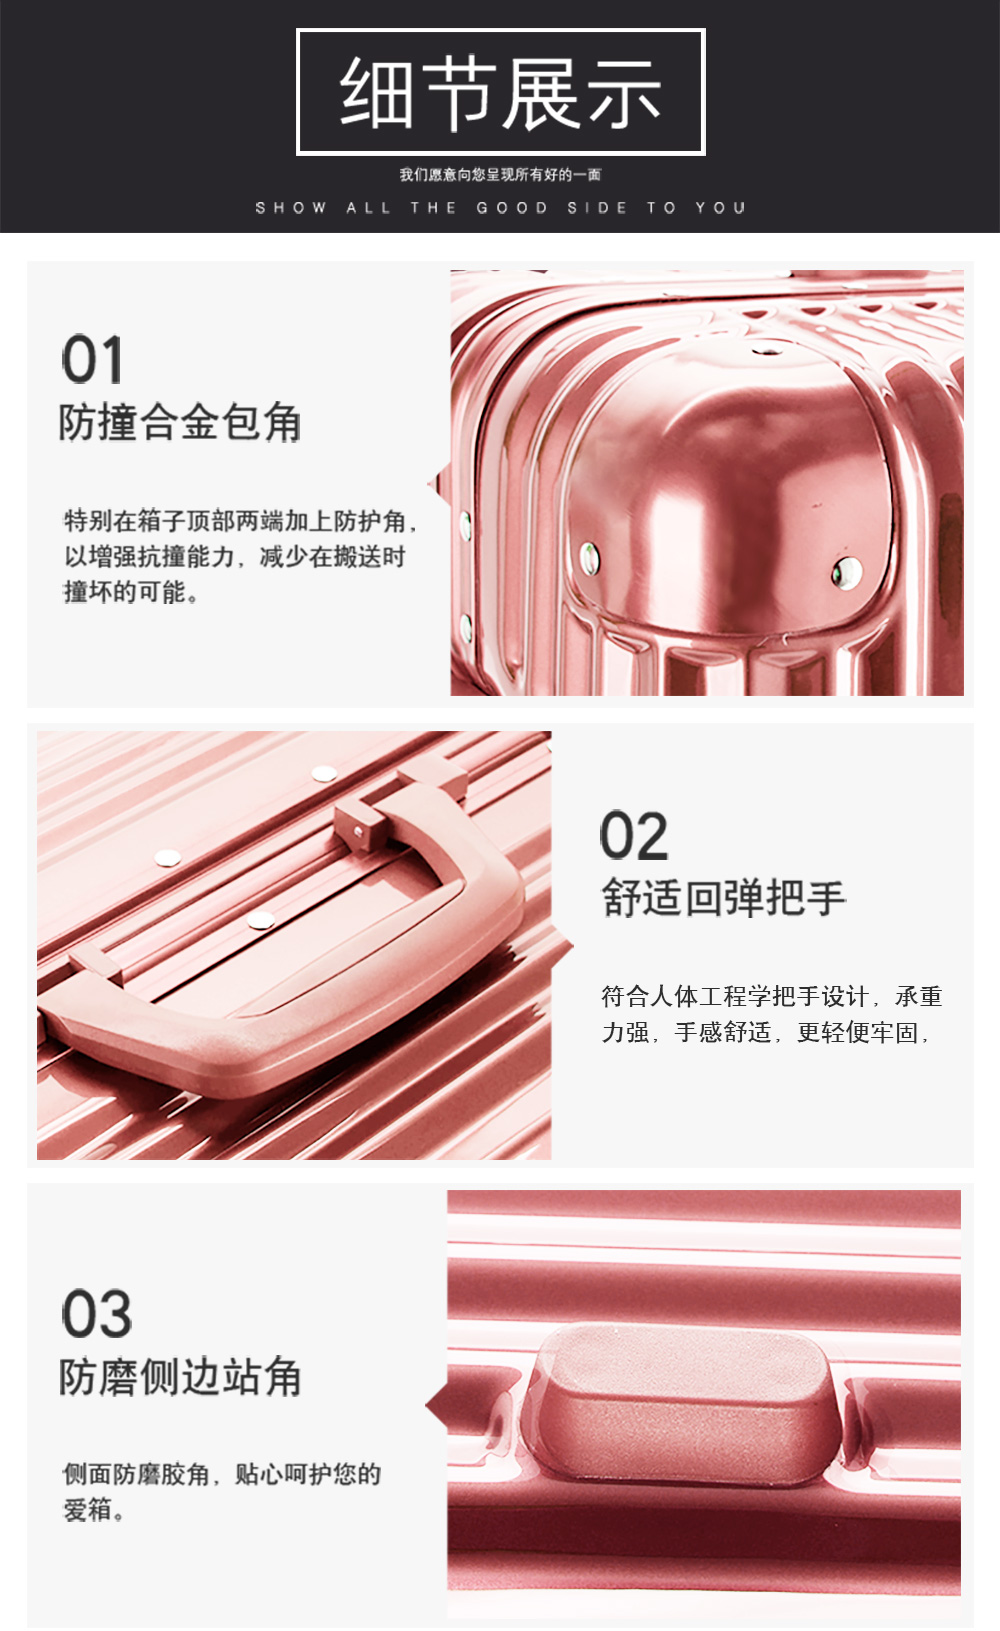 细节展示
我们愿意向您呈现所有好的一面
SHOW ALL THE GOOD SIDE TO YOU
01
防撞合金包角
特别在箱子顶部两端加上防护角，
以增强抗撞能力，减少在搬送时
撞坏的可能。
02
舒适回弹把手
符合人体工程学把手设计，承重
力强，手感舒适，更轻便牢固，
03
防磨侧边站角
侧面防磨胶角，贴心呵护您的
爱箱。